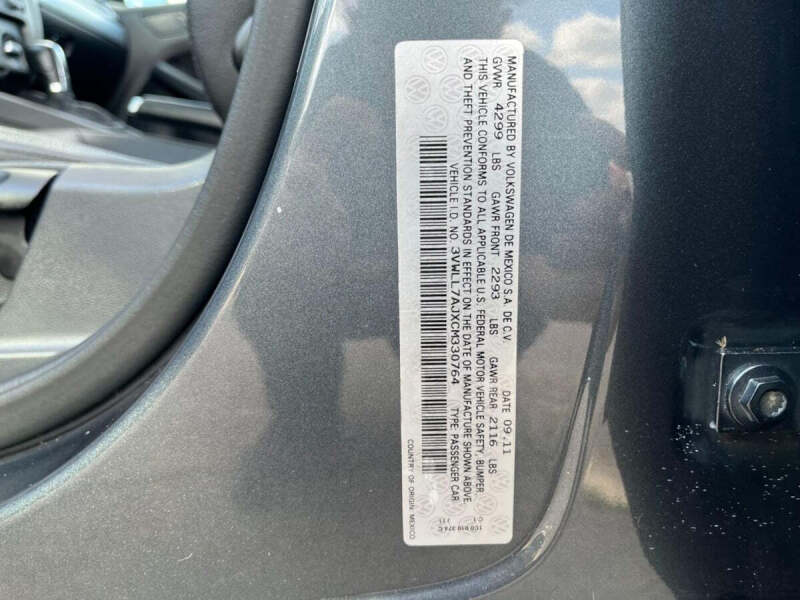 MANUFACTURED BY VOLKSWAGEN DE MEXICO S.A. DE C.V.
GVWR 4299 LBS GAWR FRONT 2293 LBS GAWR REAR 2116 LBS DATE 09.11
THIS VEHICLE CONFORMS TO ALL APPLICABLE U.S. FEDERAL MOTOR VEHICLE SAFETY, BUMPER
AND THEFT PREVENTION STANDARDS IN EFFECT ON THE DATE OF MANUFACTURE SHOWN ABOVE.
VEHICLE I.D. NO. 3VWLL7AJXCM330764 TYPE: PASSENGER CAR
COUNTRY OF ORIGIN: MEXICO